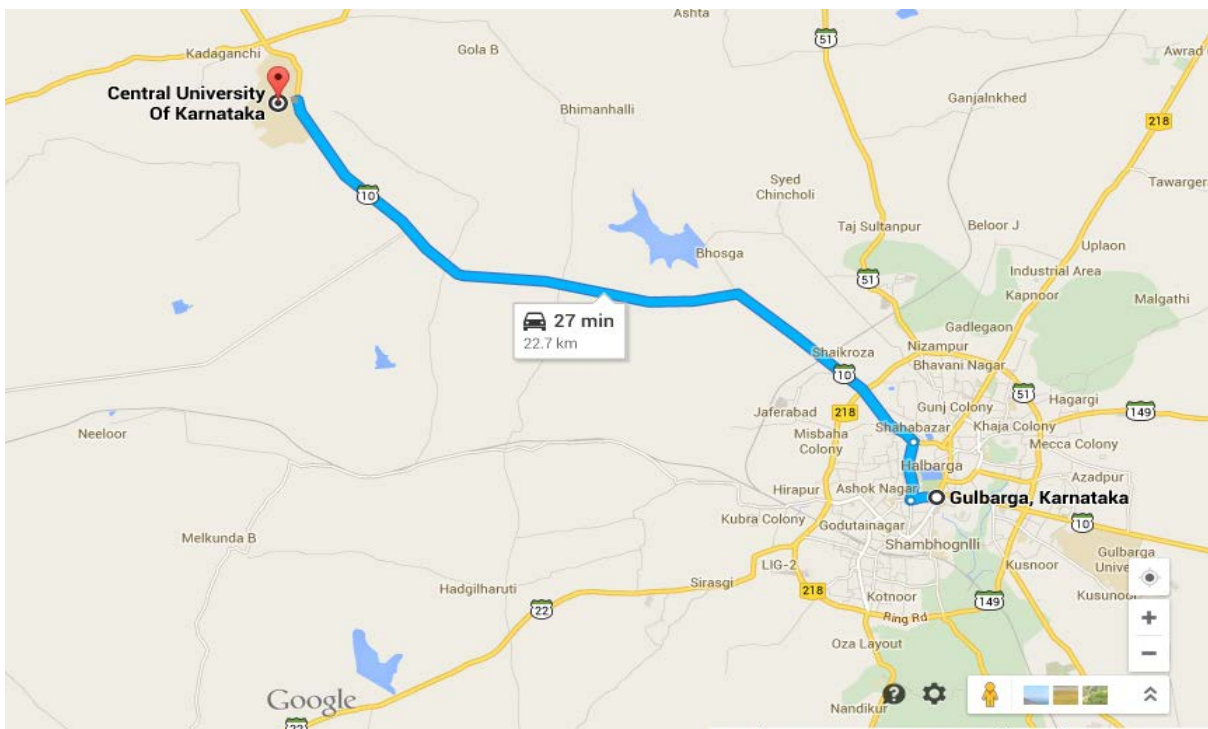 Ashta
51
Kadaganchi
Gola B
Awrad
Central University
Of Karnataka
Bhimanhalli
Ganjalnkhed
218
10
Syed
Chincholi
Tawarger
Taj Sultanpur
Beloor J
Bhosga
Uplaon
51
Industrial Area
Kapnoor
Malgathi
27 min
22.7 km
Gadlegaon
Nizampur
Shaikroza
Bhavani Nagar
10
51
Hagargi
Jaferabad
218
Gunj Colony
149
Neeloor
Misbaha
Colony
Shahabazar
Khaja Colony
Mecca Colony
Halbarga
Azadpur
Hirapur
Ashok Nagar
Gulbarga, Karnataka
Kubra Colony
Godutainagar
10
Melkunda B
Shambhognlli
Gulbarga
Unive
LIG-2
Kusnoor
Hadgilharuti
Sirasgi
218
Kotnoor
149
Kusunoor
22
Ring Rd
Oza Layout
Google
Nandikur
22